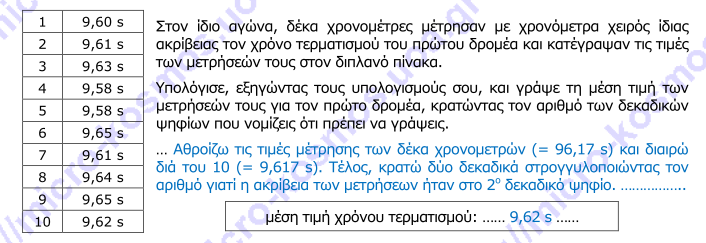 1 9,60 s
2 9,61 s
3 9,63 s
4 9,58 s
5 9,58 s
6 9,65 s
7 9,61 s
8 9,64 s
9 9,65 s
10 9,62 s
Στον ίδιο αγώνα, δέκα χρονομέτρες μέτρησαν με χρονόμετρα χειρός ίδιας
ακρίβειας τον χρόνο τερματισμού του πρώτου δρομέα και κατέγραψαν τις τιμές
των μετρήσεών τους στον διπλανό πίνακα.
Υπολόγισε, εξηγώντας τους υπολογισμούς σου, και γράψε τη μέση τιμή των
μετρήσεών τους για τον πρώτο δρομέα, κρατώντας τον αριθμό των δεκαδικών
ψηφίων που νομίζεις ότι πρέπει να γράψεις.
... Αθροίζω τις τιμές μέτρησης των δέκα χρονομετρών (= 96,17 s) και διαιρώ
διά του 10 (= 9,617 s). Τέλος, κρατώ δύο δεκαδικά στρογγυλοποιώντας τον
αριθμό γιατί η ακρίβεια των μετρήσεων ήταν στο 2ο δεκαδικό ψηφίο. ……………..
μέση τιμή χρόνου τερματισμού: …… 9,62 s ……